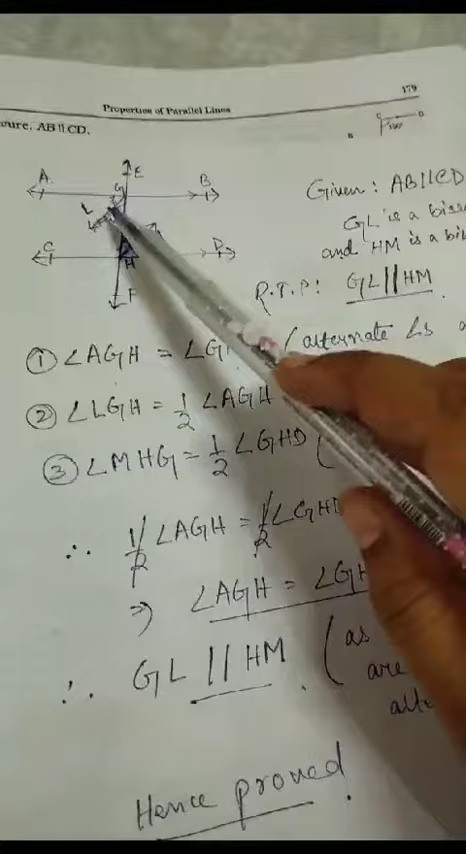 179
Properties of Parallel Lines
AB || CD.
E
A G B
L
C H D
F
Given: AB||CD
GL is a
and HM is a
R.T.P: GL||HM
① ∠AGH = (alternate ∠s
② ∠LGH = 1/2 ∠AGH
③ ∠MHG = 1/2 ∠GHD (
∴ 1/2 ∠AGH = 1/2 ∠GHD
⇒ ∠AGH =
∴ GL || HM (as
are
Hence proved.